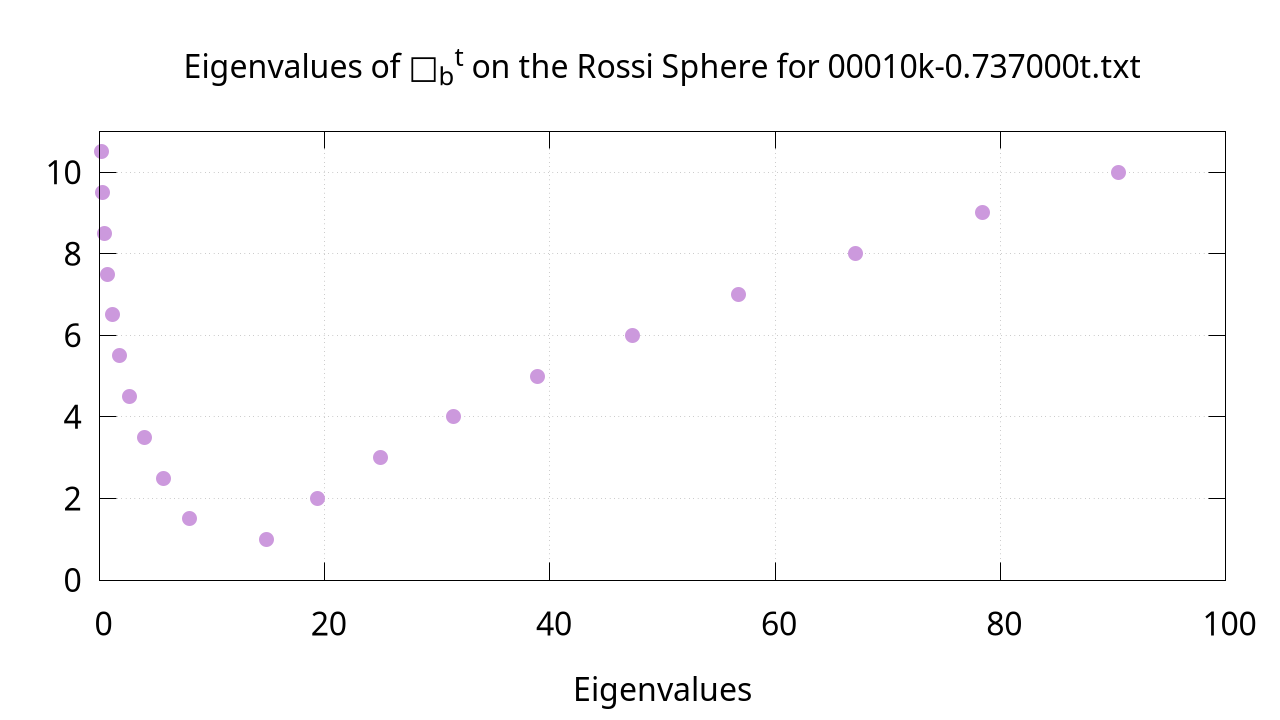 Eigenvalues of □_b^t on the Rossi Sphere for 00010k-0.737000t.txt
10
8
6
4
2
0
0 20 40 60 80 100
Eigenvalues